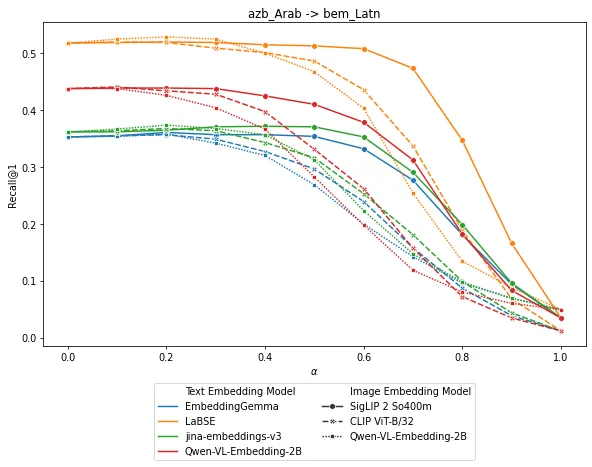 azb_Arab -> bem_Latn
Recall@1
0.5
0.4
0.3
0.2
0.1
0.0
0.0 0.2 0.4 0.6 0.8 1.0
α
Text Embedding Model Image Embedding Model
EmbeddingGemma SigLIP 2 So400m
LaBSE CLIP ViT-B/32
jina-embeddings-v3 Qwen-VL-Embedding-2B
Qwen-VL-Embedding-2B